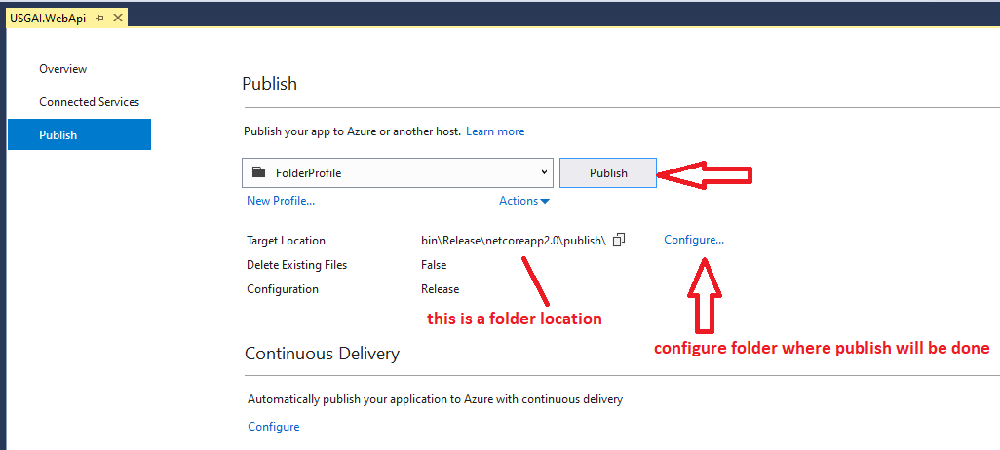 USGAI.WebApi
Overview
Connected Services
Publish
Publish
Publish your app to Azure or another host. Learn more
FolderProfile
Publish
New Profile...
Actions
Target Location bin\Release\netcoreapp2.0\publish\ Configure...
Delete Existing Files False
Configuration Release
this is a folder location
configure folder where publish will be done
Continuous Delivery
Automatically publish your application to Azure with continuous delivery
Configure